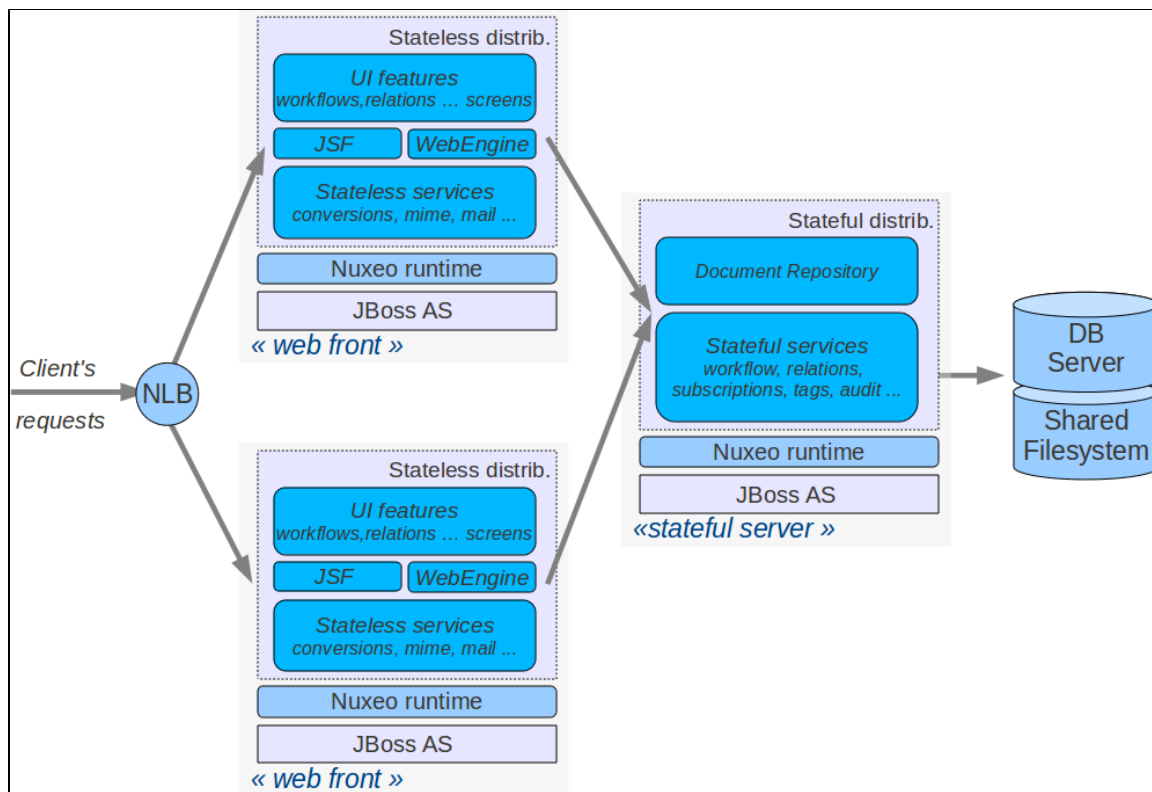 Client's
requests
NLB
Stateless distrib.
UI features
workflows,relations ... screens
JSF
WebEngine
Stateless services
conversions, mime, mail ...
Nuxeo runtime
JBoss AS
« web front »
Stateless distrib.
UI features
workflows,relations ... screens
JSF
WebEngine
Stateless services
conversions, mime, mail ...
Nuxeo runtime
JBoss AS
« web front »
Stateful distrib.
Document Repository
Stateful services
workflow, relations,
subscriptions, tags, audit ...
Nuxeo runtime
JBoss AS
«stateful server »
DB
Server
Shared
Filesystem